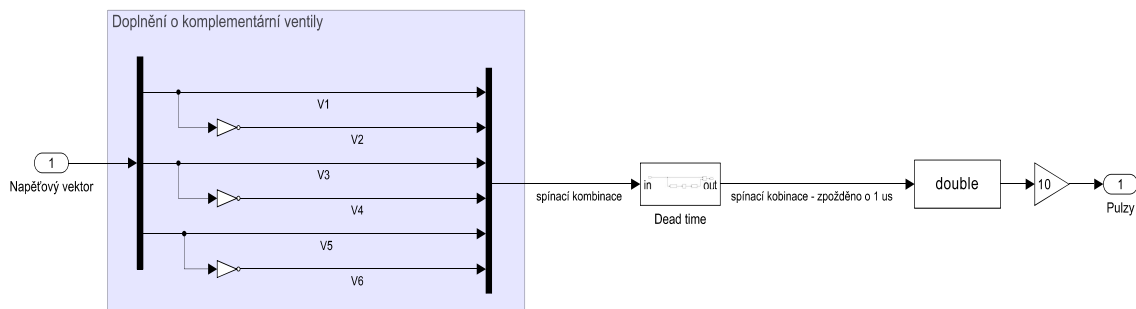 Doplnění o komplementární ventily
V1
V2
V3
V4
V5
V6
1
Napěťový vektor
spínací kombinace
in
out
Dead time
spínací kobinace - zpožděno o 1 us
double
10
1
Pulzy